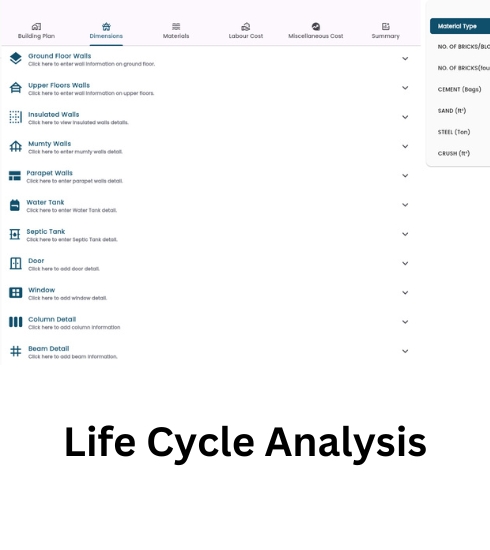 Building Plan
Dimensions
Materials
Labour Cost
Miscellaneous Cost
Summary
Ground Floor Walls
Click here to enter wall information on ground floor.
Upper Floors Walls
Click here to enter wall information on upper floors.
Insulated Walls
Click here to view insulated walls details.
Mumty Walls
Click here to enter mumty walls detail.
Parapet Walls
Click here to enter parapet walls detail.
Water Tank
Click here to enter Water Tank detail.
Septic Tank
Click here to enter Septic Tank detail.
Door
Click here to add door detail.
Window
Click here to add window detail.
Column Detail
Click here to add column information
Beam Detail
Click here to add beam information.
Material Type
NO. OF BRICKS/BLO
NO. OF BRICKS(fou
CEMENT (Bags)
SAND (ft³)
STEEL (Ton)
CRUSH (ft³)
Life Cycle Analysis